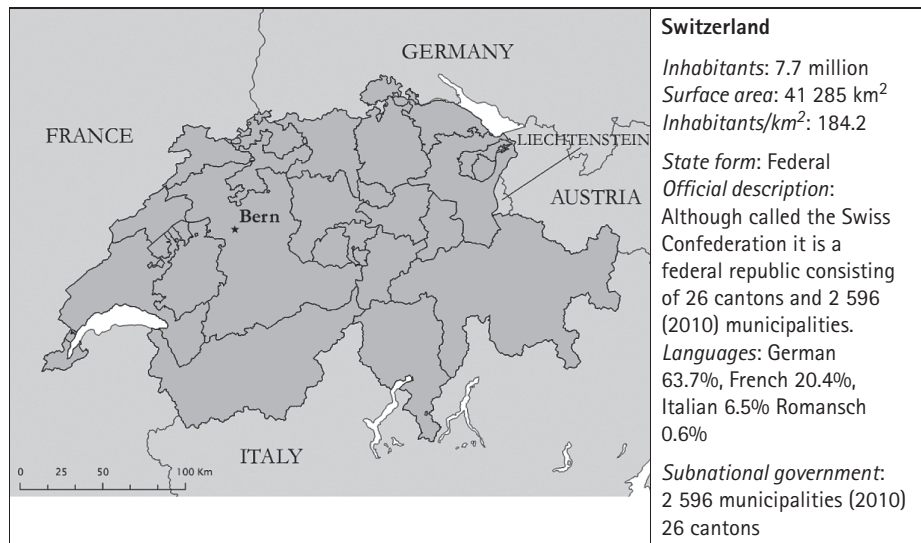 GERMANY
FRANCE
LIECHTENSTEIN
AUSTRIA
Bern
ITALY
0 25 50 100 Km
Switzerland
Inhabitants: 7.7 million
Surface area: 41 285 km²
Inhabitants/km²: 184.2
State form: Federal
Official description:
Although called the Swiss
Confederation it is a
federal republic consisting
of 26 cantons and 2 596
(2010) municipalities.
Languages: German
63.7%, French 20.4%,
Italian 6.5% Romansch
0.6%
Subnational government:
2 596 municipalities (2010)
26 cantons